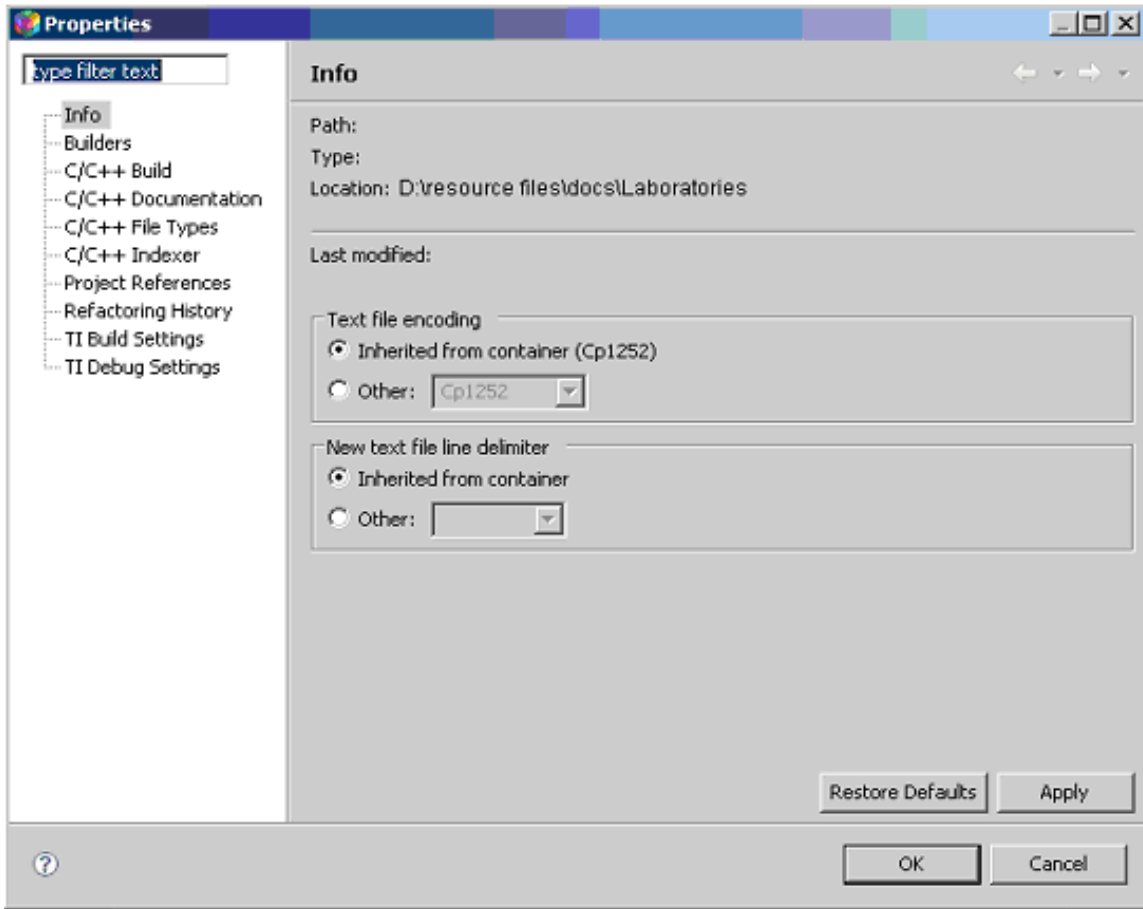 Properties
type filter text
Info
Builders
C/C++ Build
C/C++ Documentation
C/C++ File Types
C/C++ Indexer
Project References
Refactoring History
TI Build Settings
TI Debug Settings
Info
Path:
Type:
Location: D:\resource files\docs\Laboratories
Last modified:
Text file encoding
Inherited from container (Cp1252)
Other: Cp1252
New text file line delimiter
Inherited from container
Other:
Restore Defaults Apply
? OK Cancel